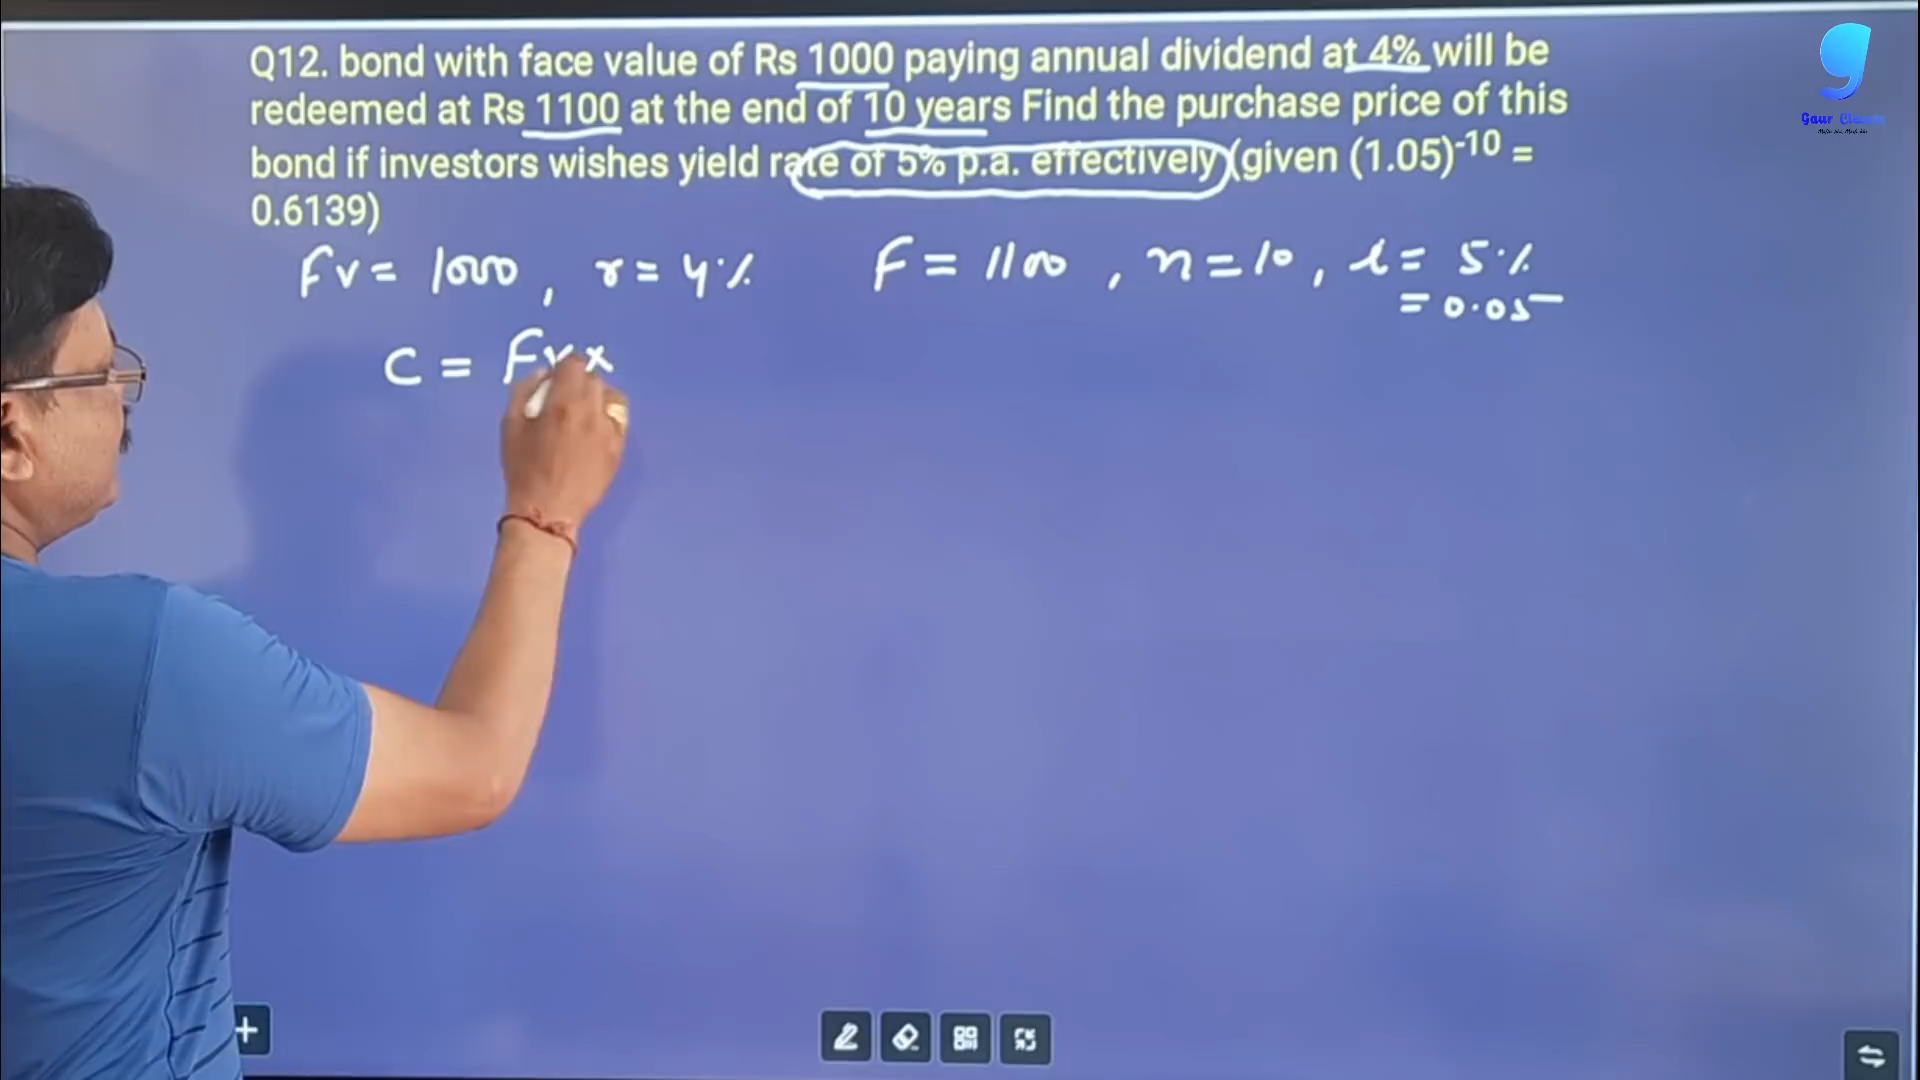 Q12. bond with face value of Rs 1000 paying annual dividend at 4% will be
redeemed at Rs 1100 at the end of 10 years Find the purchase price of this
bond if investors wishes yield rate of 5% p.a. effectively (given (1.05)⁻¹⁰ =
0.6139)
Fv = 1000 , r = 4% F = 1100 , n = 10 , i = 5%
= 0.05
C = Fv x
g
Gaur Classes